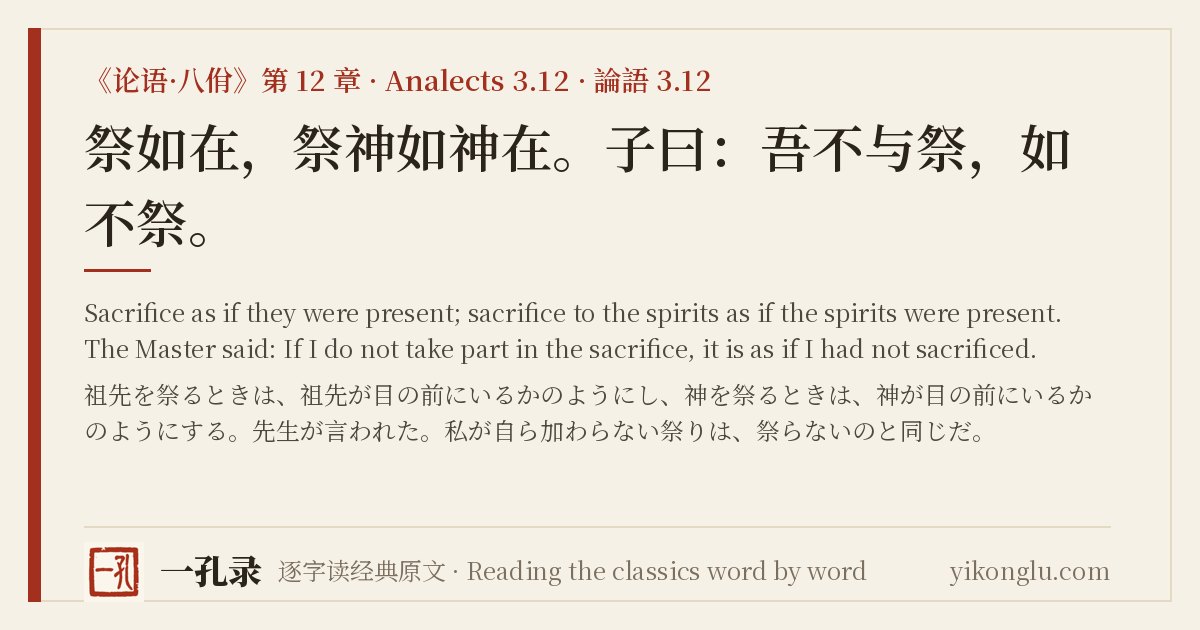 《论语·八佾》第 12 章 · Analects 3.12 · 論語 3.12
祭如在，祭神如神在。子曰：吾不与祭，如
不祭。
Sacrifice as if they were present; sacrifice to the spirits as if the spirits were present.
The Master said: If I do not take part in the sacrifice, it is as if I had not sacrificed.
祖先を祭るときは、祖先が目の前にいるかのようにし、神を祭るときは、神が目の前にいるか
のようにする。先生が言われた。私が自ら加わらない祭りは、祭らないのと同じだ。
一孔 一孔录 逐字读经典原文 · Reading the classics word by word yikonglu.com